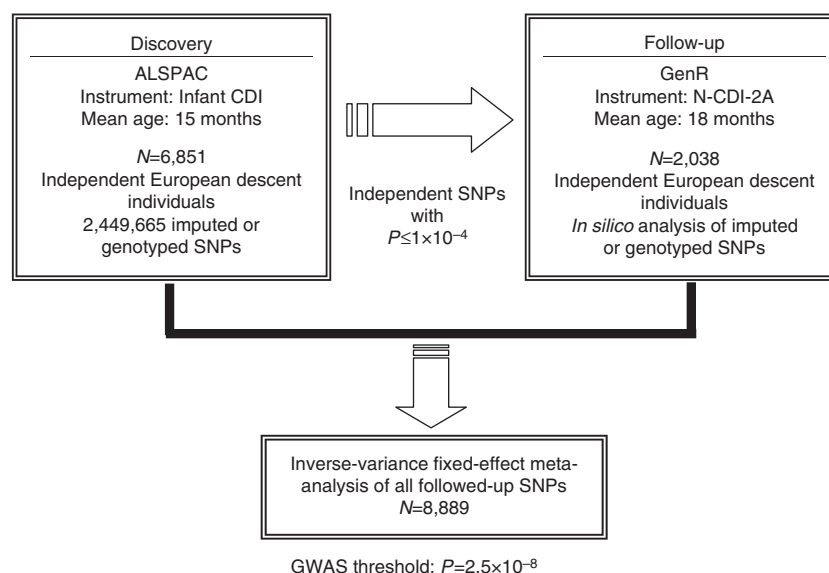 Discovery
ALSPAC
Instrument: Infant CDI
Mean age: 15 months
N=6,851
Independent European descent
individuals
2,449,665 imputed or
genotyped SNPs
Independent SNPs
with
P≤1×10⁻⁴
Follow-up
GenR
Instrument: N-CDI-2A
Mean age: 18 months
N=2,038
Independent European descent
individuals
In silico analysis of imputed
or genotyped SNPs
Inverse-variance fixed-effect meta-
analysis of all followed-up SNPs
N=8,889
GWAS threshold: P=2.5×10⁻⁸